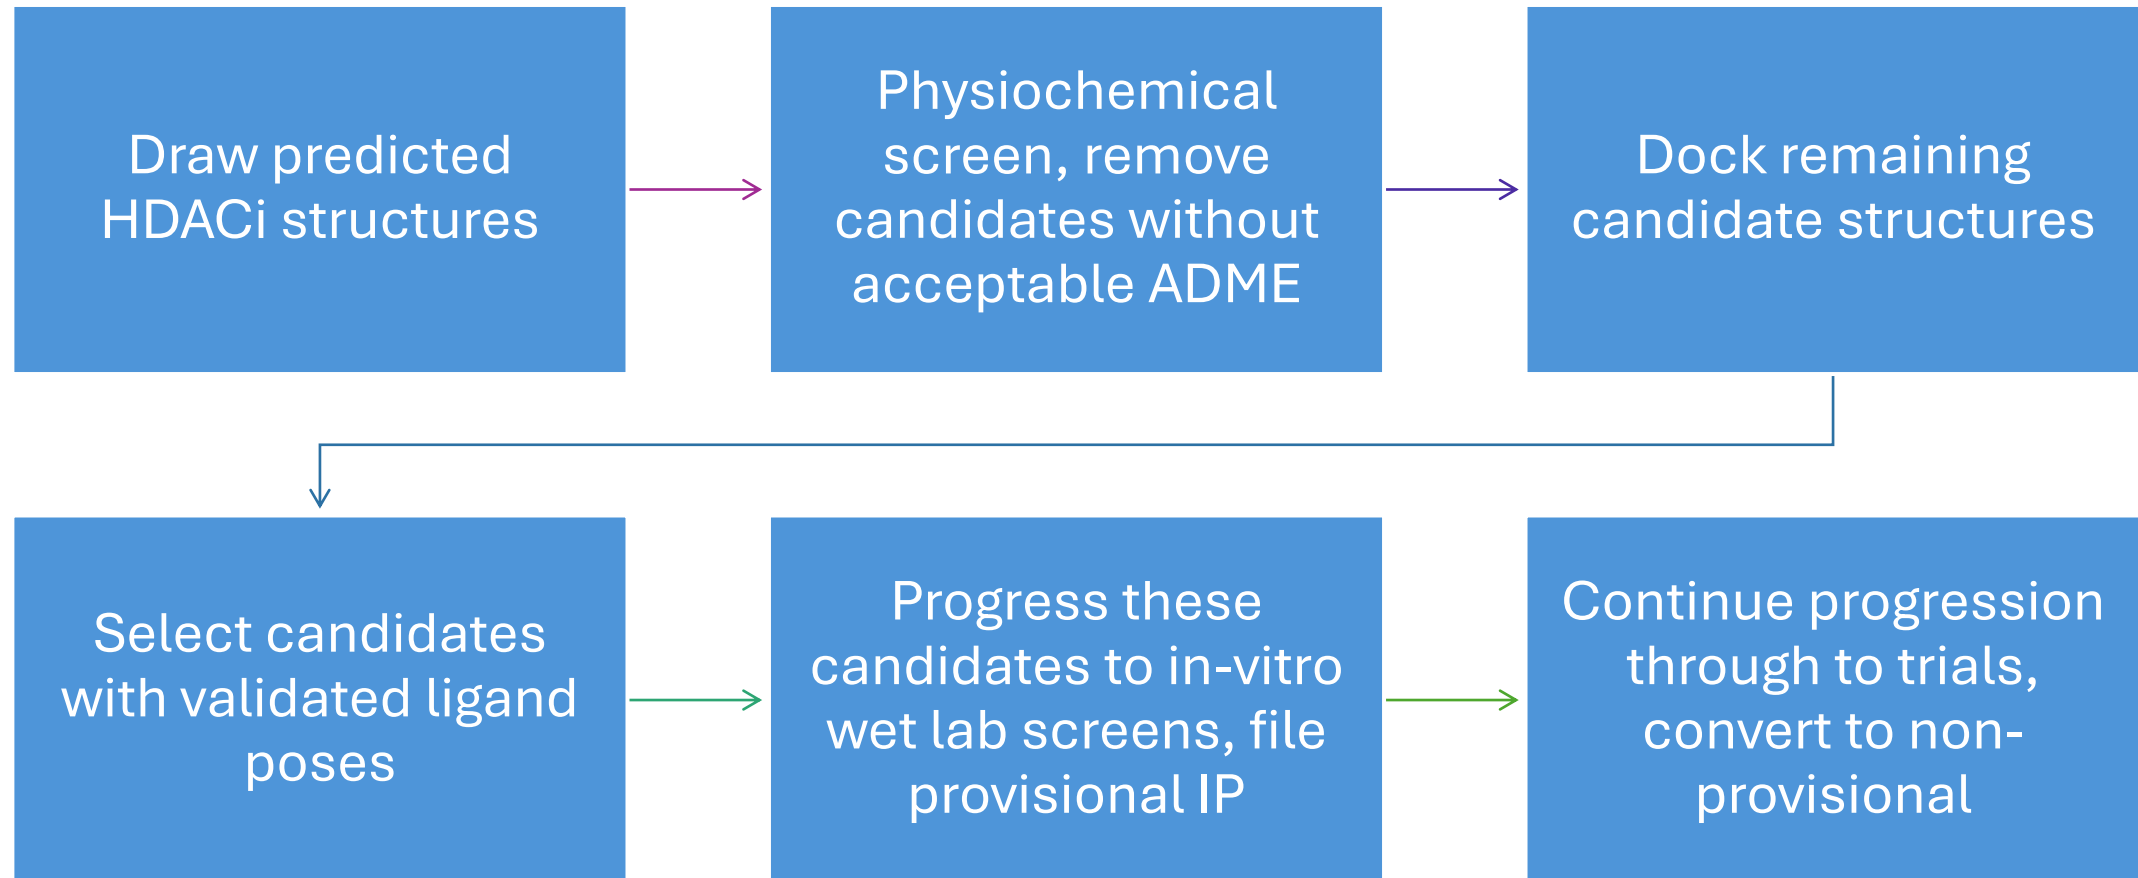 Draw predicted
HDACi structures
Physiochemical
screen, remove
candidates without
acceptable ADME
Dock remaining
candidate structures
Select candidates
with validated ligand
poses
Progress these
candidates to in-vitro
wet lab screens, file
provisional IP
Continue progression
through to trials,
convert to non-
provisional